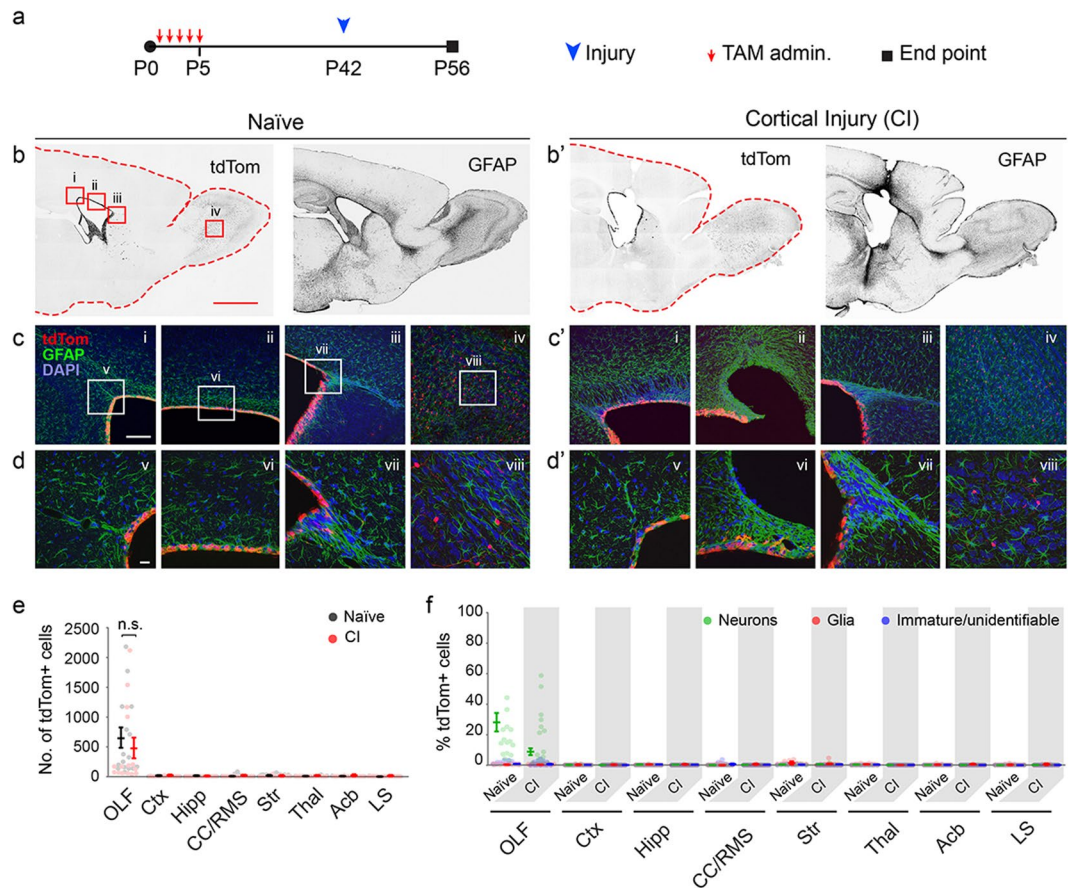 a
P0 P5 P42 P56
Injury TAM admin. End point
Naïve Cortical Injury (CI)
b tdTom GFAP b' tdTom GFAP
i ii iii iv
c tdTom GFAP DAPI i ii iii iv c' i ii iii iv
v vi vii viii
d v vi vii viii d' v vi vii viii
e
n.s.
Naïve
CI
No. of tdTom+ cells
2500
2000
1500
1000
500
0
OLF Ctx Hipp CC/RMS Str Thal Acb LS
f
Neurons Glia Immature/unidentifiable
% tdTom+ cells
100
80
60
40
20
0
Naïve CI Naïve CI Naïve CI Naïve CI Naïve CI Naïve CI Naïve CI Naïve CI
OLF Ctx Hipp CC/RMS Str Thal Acb LS